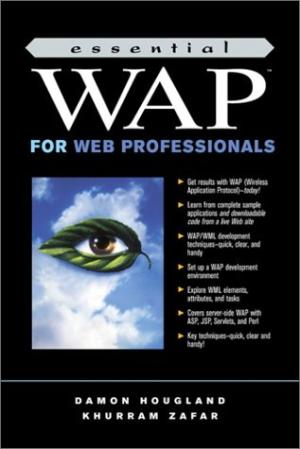 essential
WAP™
FOR WEB PROFESSIONALS
Get results with WAP (Wireless
Application Protocol)–today!
Learn from complete sample
applications and downloadable
code from a live Web site
WAP/WML development
techniques–quick, clear, and
handy
Set up a WAP development
environment
Explore WML elements,
attributes, and tasks
Covers server-side WAP with
ASP, JSP, Servlets, and Perl
Key techniques–quick, clear and
handy!
DAMON HOUGLAND
KHURRAM ZAFAR